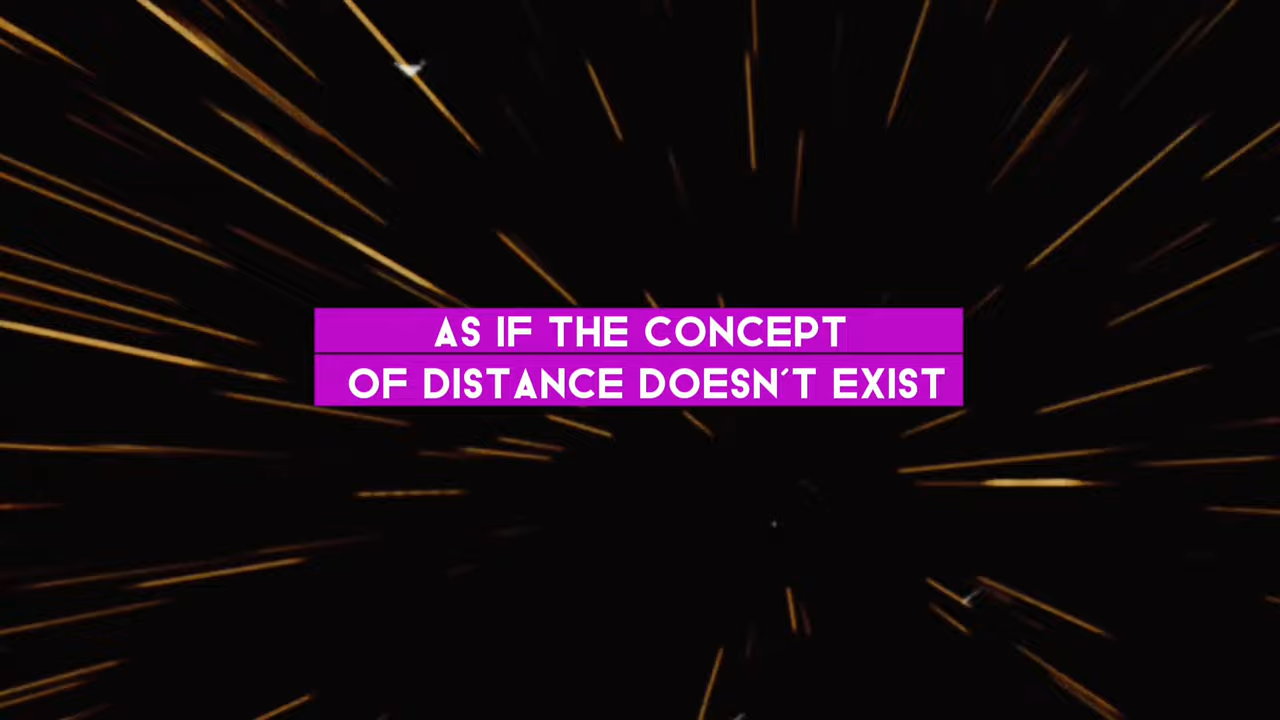 AS IF THE CONCEPT
OF DISTANCE DOESN'T EXIST